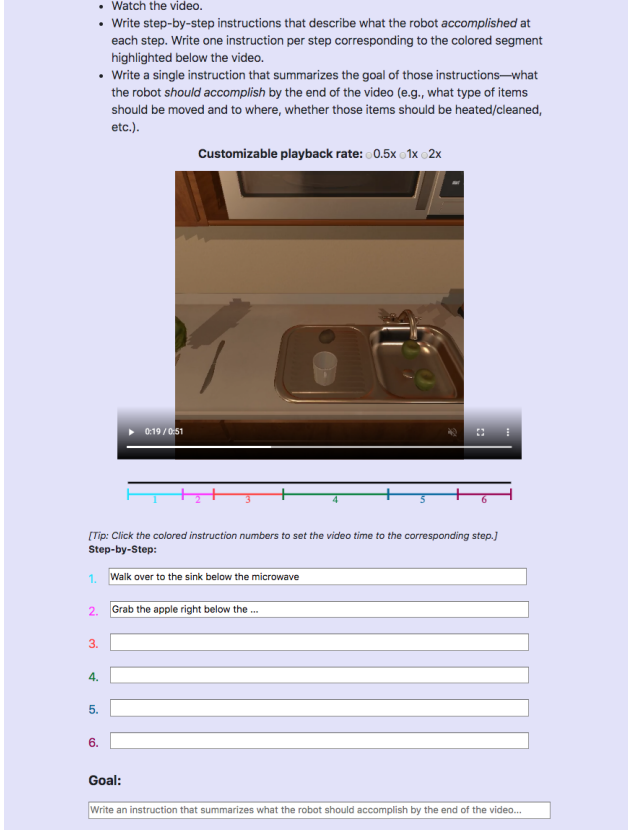 • Watch the video.
• Write step-by-step instructions that describe what the robot accomplished at
each step. Write one instruction per step corresponding to the colored segment
highlighted below the video.
• Write a single instruction that summarizes the goal of those instructions—what
the robot should accomplish by the end of the video (e.g., what type of items
should be moved and to where, whether those items should be heated/cleaned,
etc.).
Customizable playback rate: 0.5x 1x 2x
0:19 / 0:51
1 2 3 4 5 6
[Tip: Click the colored instruction numbers to set the video time to the corresponding step.]
Step-by-Step:
1. Walk over to the sink below the microwave
2. Grab the apple right below the ...
3.
4.
5.
6.
Goal:
Write an instruction that summarizes what the robot should accomplish by the end of the video...